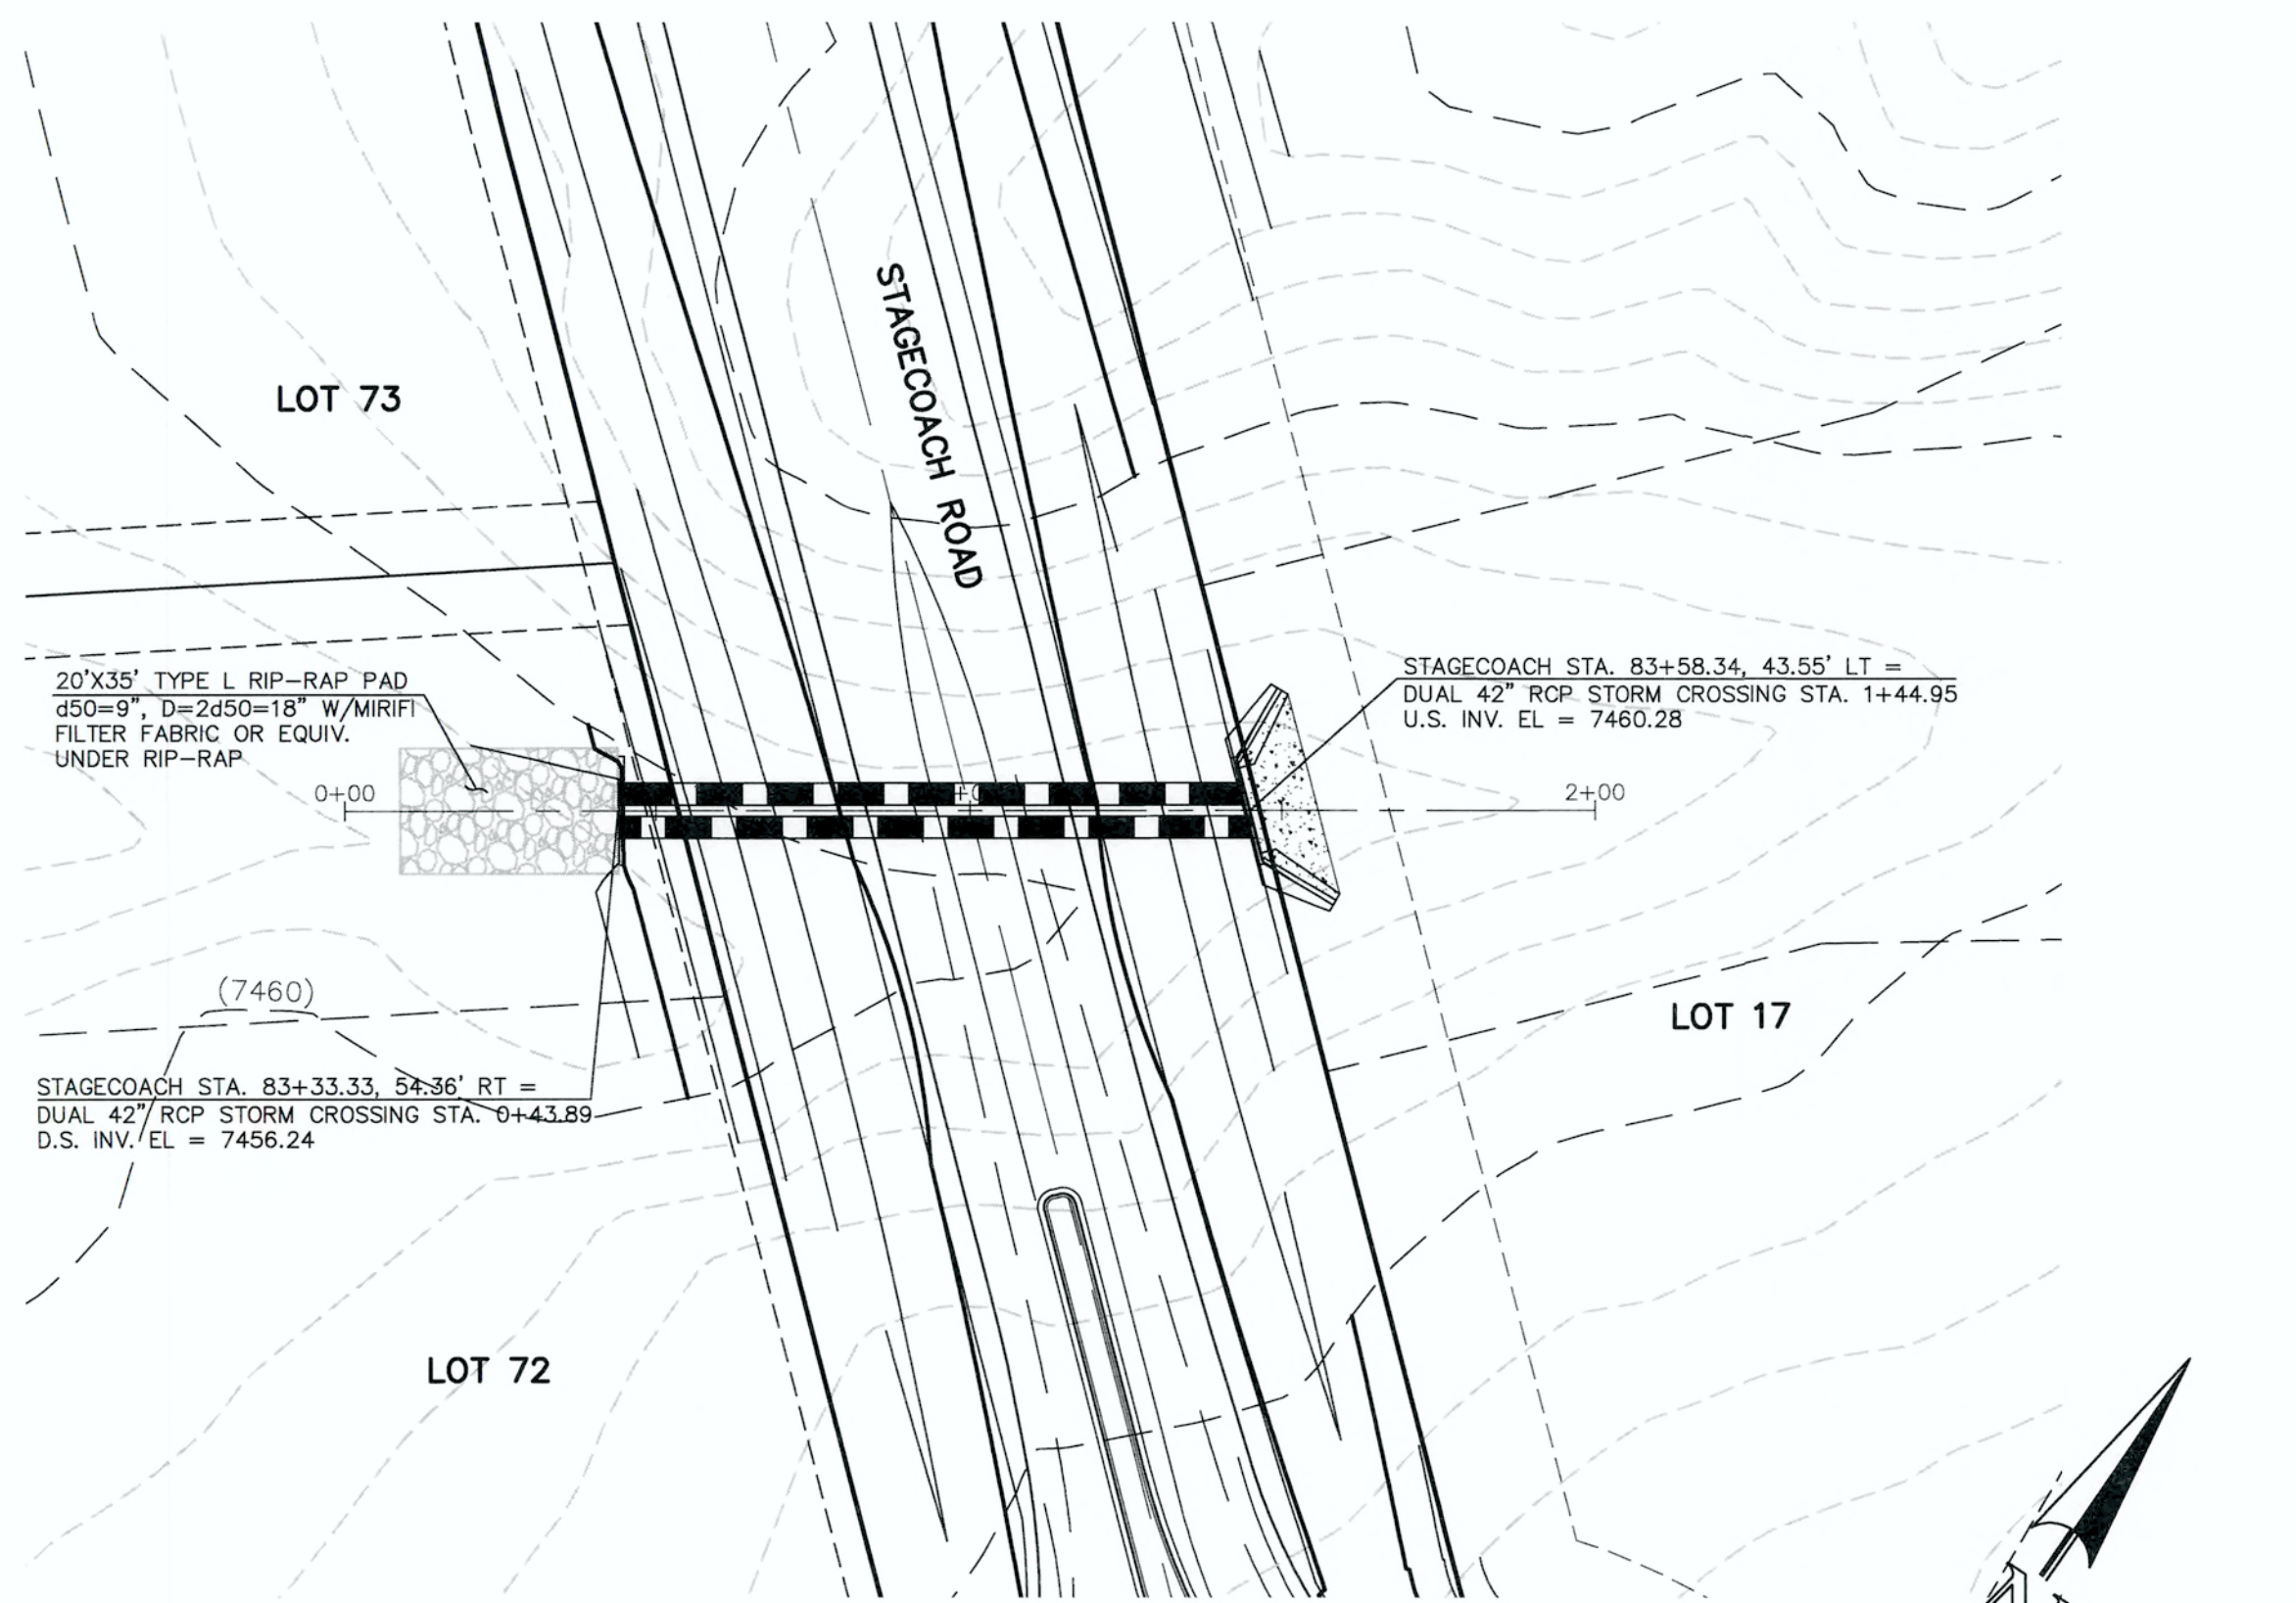 STAGECOACH ROAD
LOT 73
20'X35' TYPE L RIP-RAP PAD
d50=9", D=2d50=18" W/MIRIFI
FILTER FABRIC OR EQUIV.
UNDER RIP-RAP
STAGECOACH STA. 83+58.34, 43.55' LT =
DUAL 42" RCP STORM CROSSING STA. 1+44.95
U.S. INV. EL = 7460.28
0+00
2+00
(7460)
LOT 17
STAGECOACH STA. 83+33.33, 54.36' RT =
DUAL 42" RCP STORM CROSSING STA. 0+43.89
D.S. INV. EL = 7456.24
LOT 72